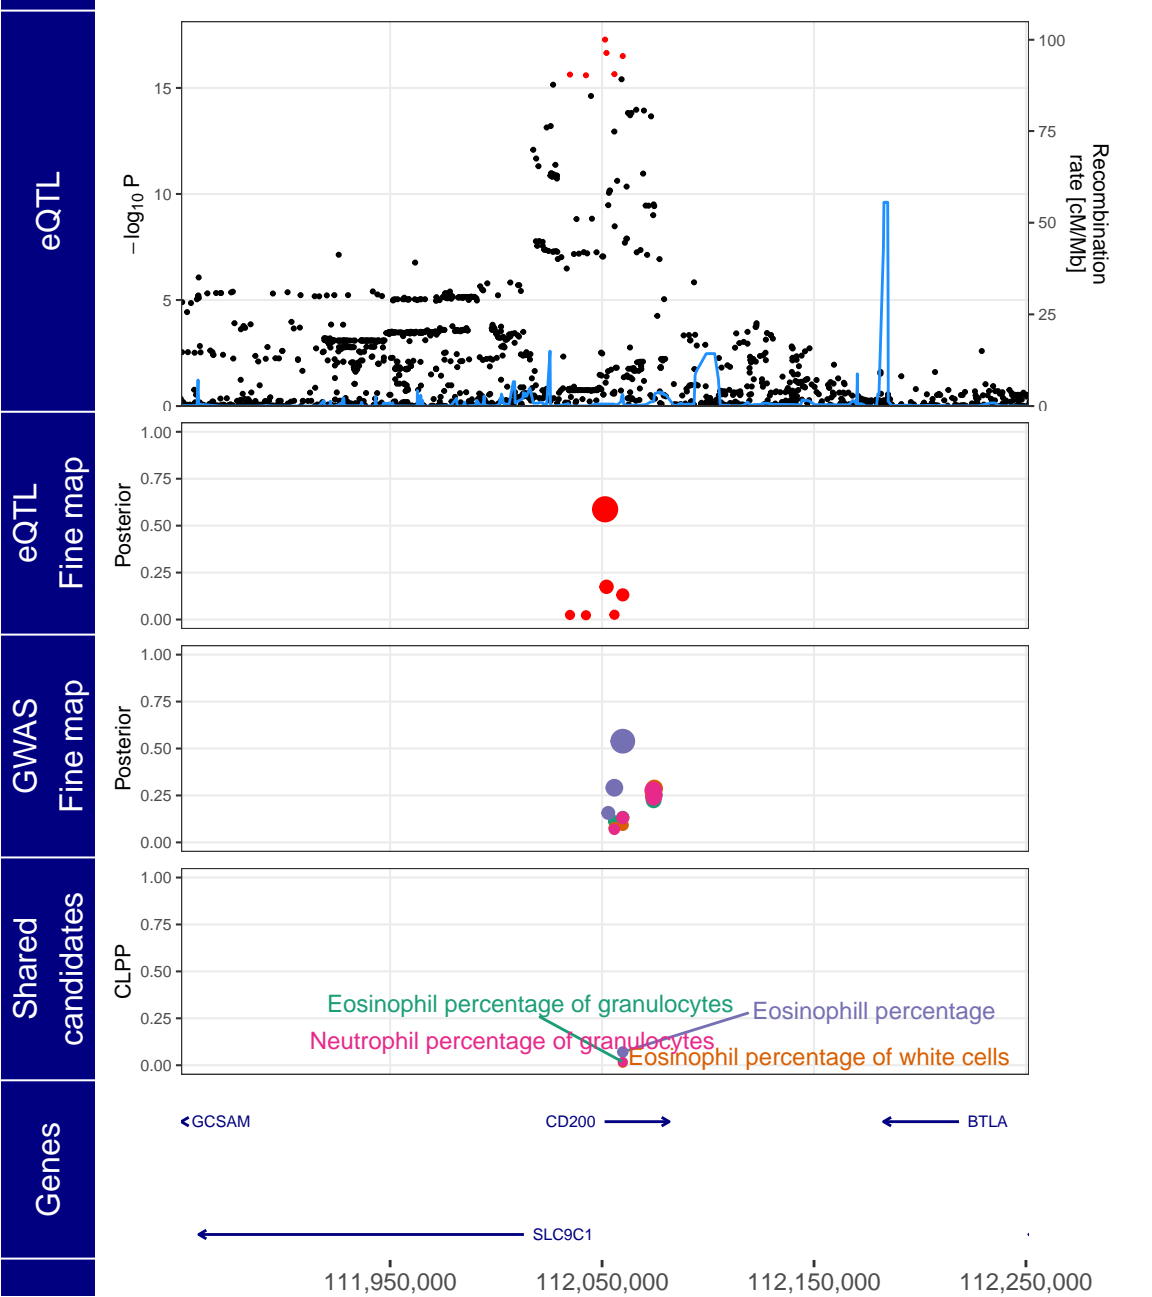 eQTL
−log10 P
15
10
5
0
100
75
50
25
0
Recombination
rate [cM/Mb]
eQTL
Fine map
Posterior
1.00
0.75
0.50
0.25
0.00
GWAS
Fine map
Posterior
1.00
0.75
0.50
0.25
0.00
Shared
candidates
CLPP
1.00
0.75
0.50
0.25
0.00
Eosinophil percentage of granulocytes
Eosinophill percentage
Neutrophil percentage of granulocytes
Eosinophil percentage of white cells
Genes
GCSAM
CD200
BTLA
SLC9C1
111,950,000
112,050,000
112,150,000
112,250,000